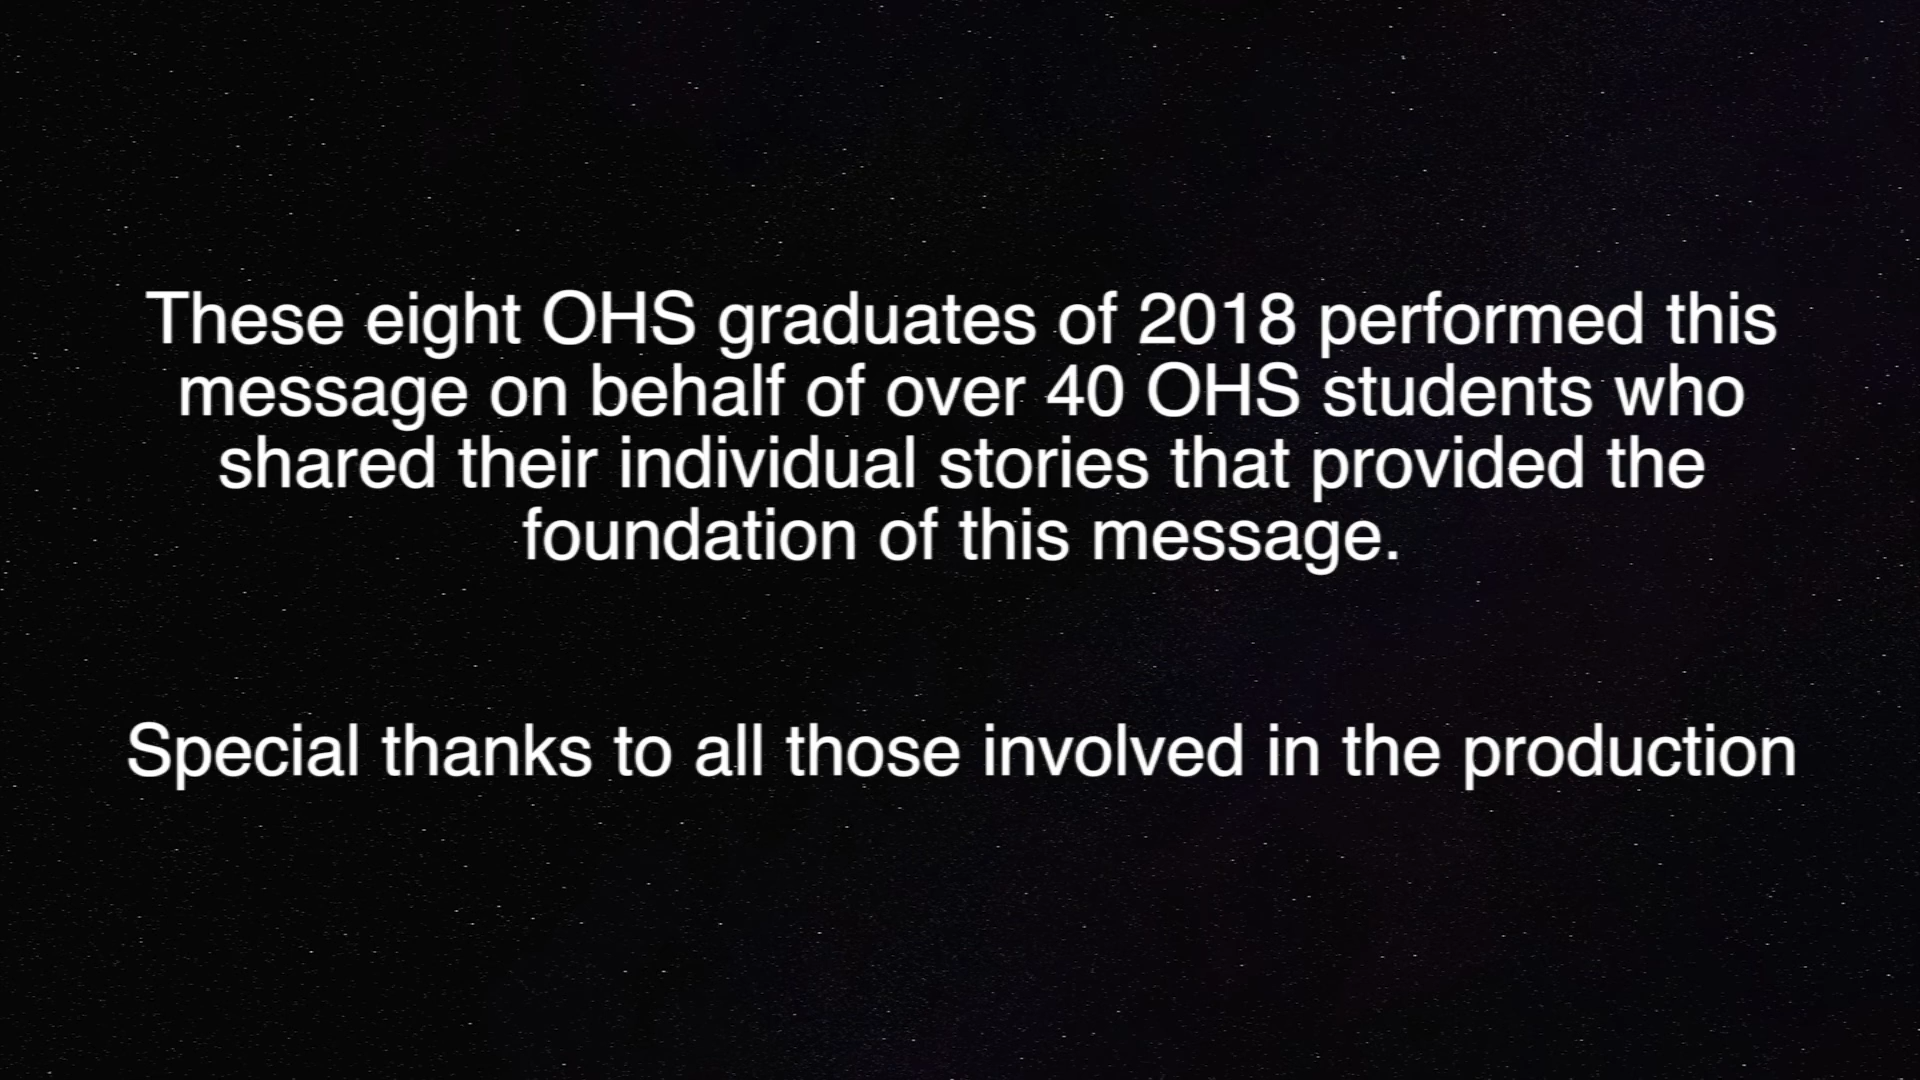 These eight OHS graduates of 2018 performed this
message on behalf of over 40 OHS students who
shared their individual stories that provided the
foundation of this message.
Special thanks to all those involved in the production